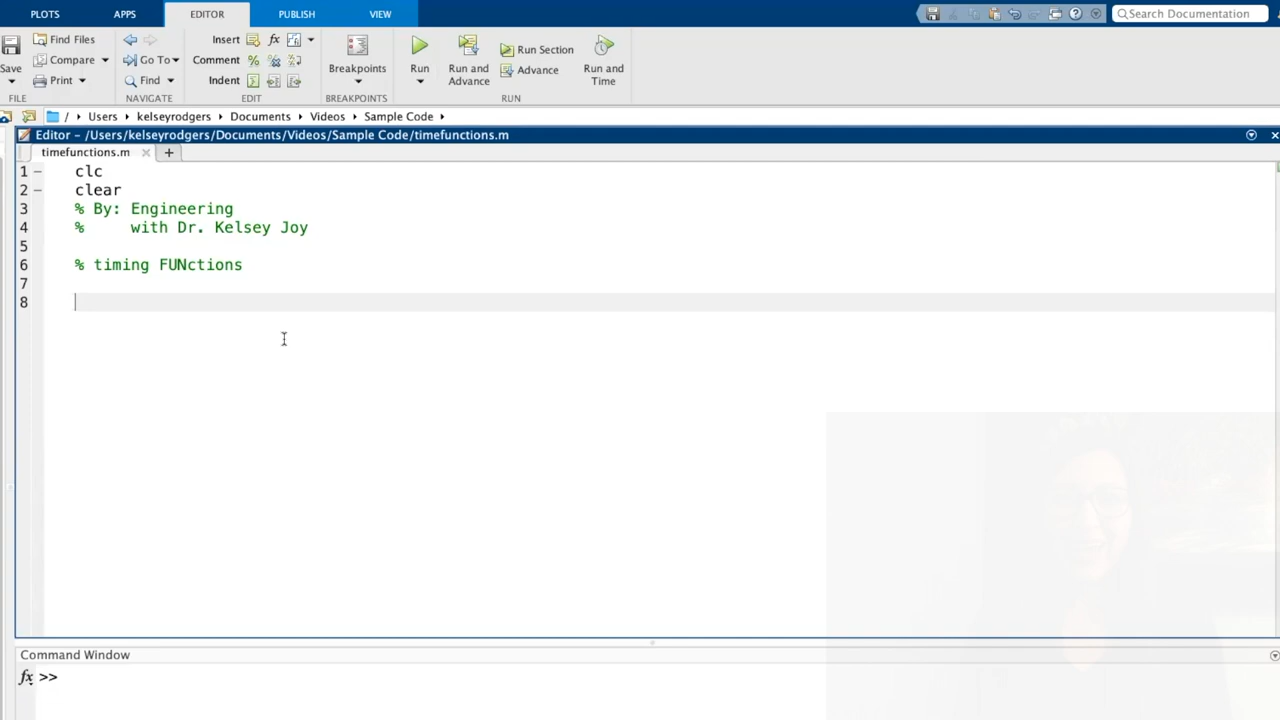 PLOTS APPS EDITOR PUBLISH VIEW Search Documentation
Find Files Insert fx
Save Compare Go To Comment % Breakpoints Run Run and Advance Run Section Advance Run and Time
Print Find Indent
FILE NAVIGATE EDIT BREAKPOINTS RUN
/ Users kelseyrodgers Documents Videos Sample Code
Editor - /Users/kelseyrodgers/Documents/Videos/Sample Code/timefunctions.m
timefunctions.m × +
1 – clc
2 – clear
3 % By: Engineering
4 % with Dr. Kelsey Joy
5
6 % timing FUNctions
7
8
Command Window
fx >>